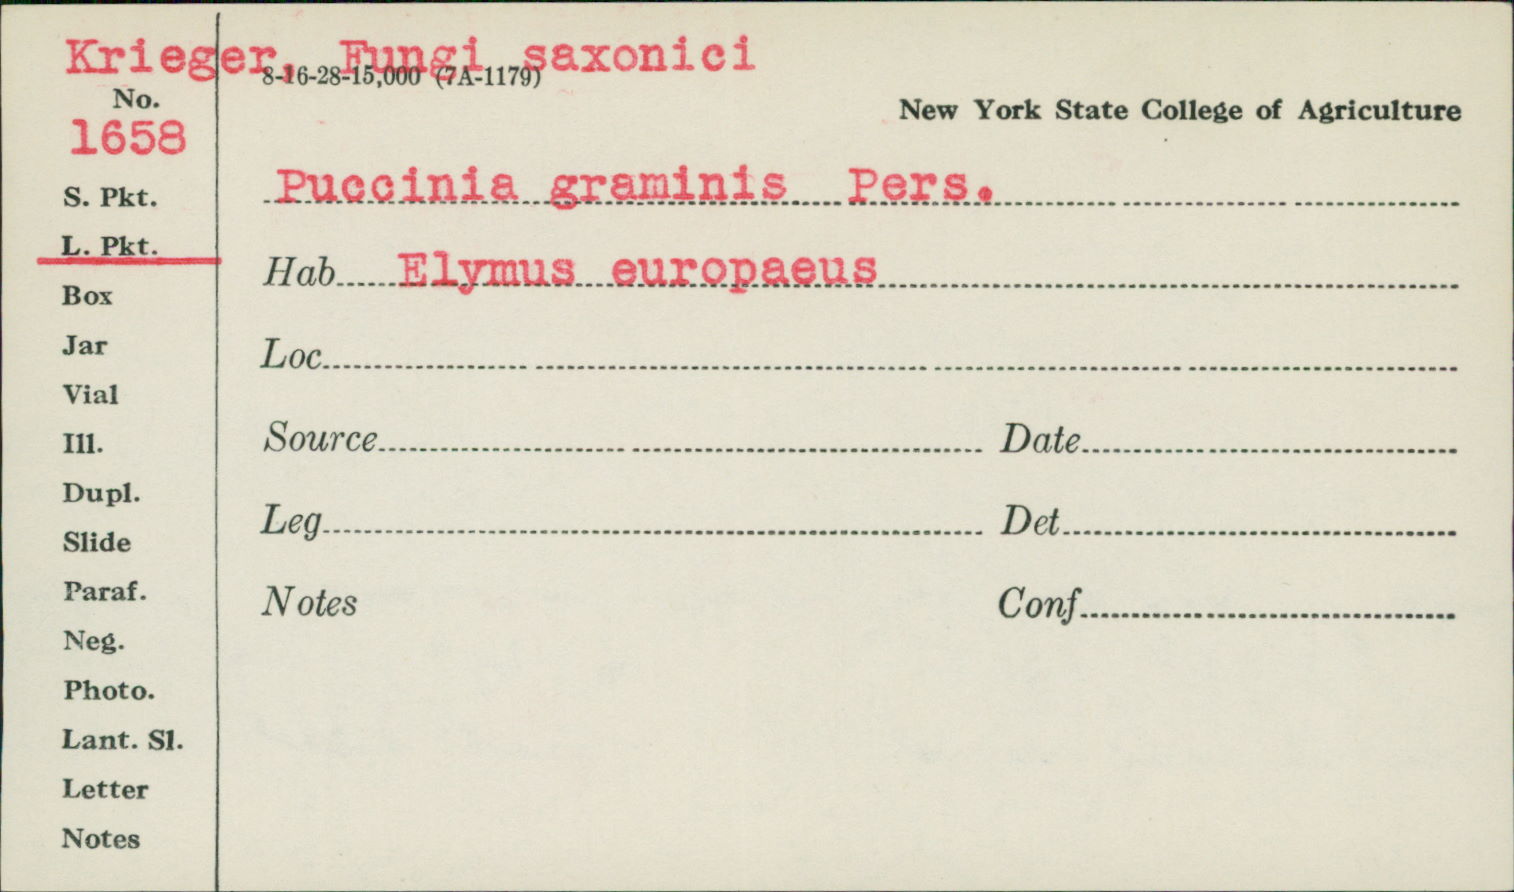 Krieger, Fungi saxonici
8-16-28-15,000 (7A-1179)
No.
New York State College of Agriculture
1658
Puccinia graminis Pers.
S. Pkt.
L. Pkt.
Hab Elymus europaeus
Box
Jar
Loc
Vial
Ill.
Source Date
Dupl.
Leg Det
Slide
Paraf.
Notes Conf
Neg.
Photo.
Lant. Sl.
Letter
Notes